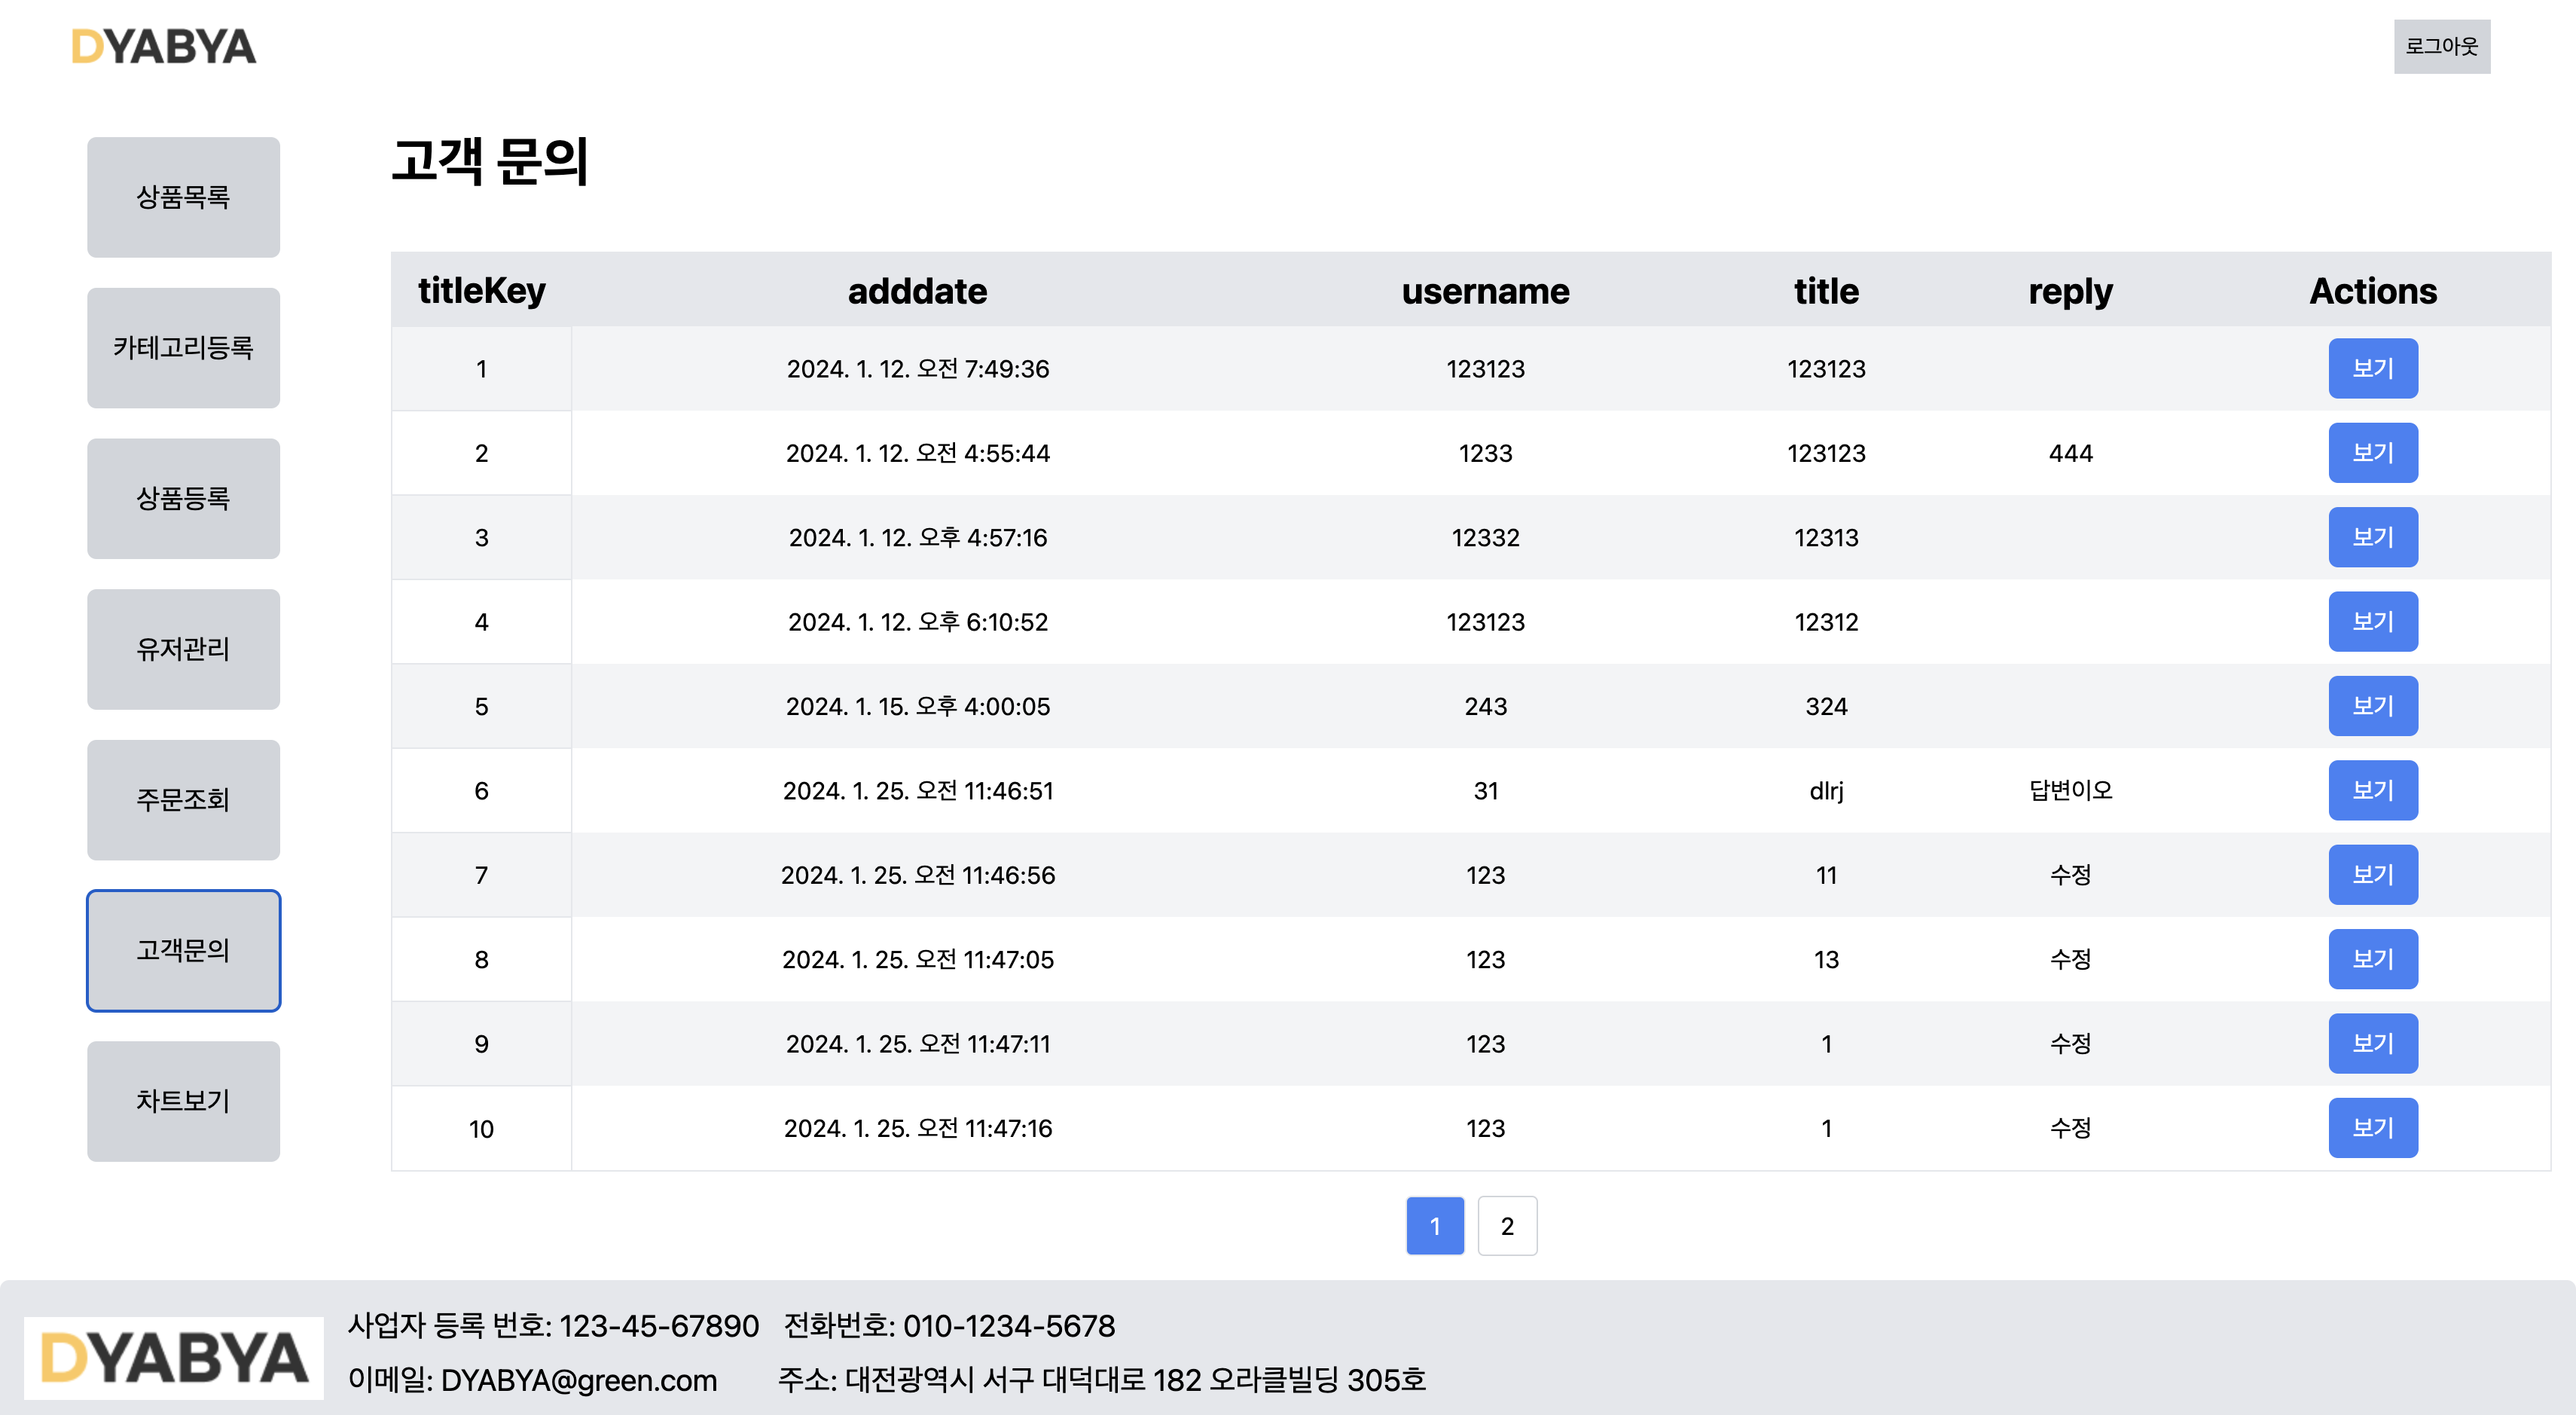 DYABYA
로그아웃
상품목록
카테고리등록
상품등록
유저관리
주문조회
고객문의
차트보기
고객 문의
titleKey adddate username title reply Actions
1 2024. 1. 12. 오전 7:49:36 123123 123123 보기
2 2024. 1. 12. 오전 4:55:44 1233 123123 444 보기
3 2024. 1. 12. 오후 4:57:16 12332 12313 보기
4 2024. 1. 12. 오후 6:10:52 123123 12312 보기
5 2024. 1. 15. 오후 4:00:05 243 324 보기
6 2024. 1. 25. 오전 11:46:51 31 dlrj 답변이오 보기
7 2024. 1. 25. 오전 11:46:56 123 11 수정 보기
8 2024. 1. 25. 오전 11:47:05 123 13 수정 보기
9 2024. 1. 25. 오전 11:47:11 123 1 수정 보기
10 2024. 1. 25. 오전 11:47:16 123 1 수정 보기
1 2
DYABYA
사업자 등록 번호: 123-45-67890 전화번호: 010-1234-5678
이메일: DYABYA@green.com 주소: 대전광역시 서구 대덕대로 182 오라클빌딩 305호